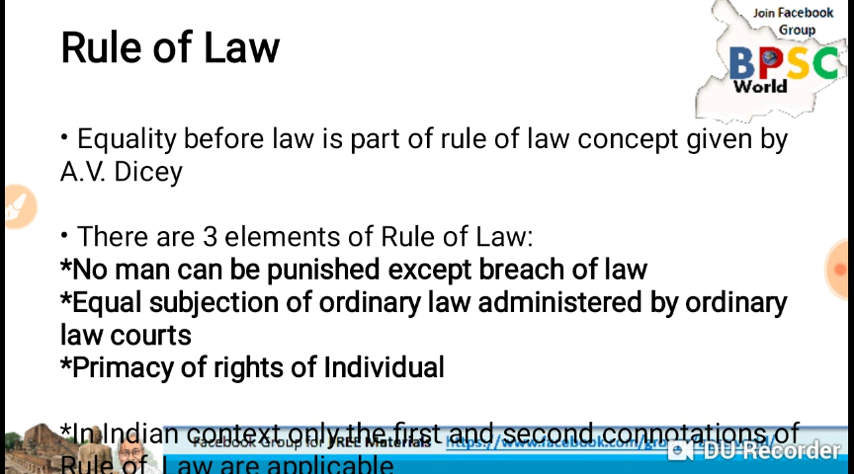 Join Facebook
Group
Rule of Law
BPSC
World
• Equality before law is part of rule of law concept given by
A.V. Dicey
• There are 3 elements of Rule of Law:
*No man can be punished except breach of law
*Equal subjection of ordinary law administered by ordinary
law courts
*Primacy of rights of Individual
*In Indian context only the first and second connotations of
Rule of Law are applicable
Facebook Group for FREE Materials - https://www.facebook.com/
DU Recorder